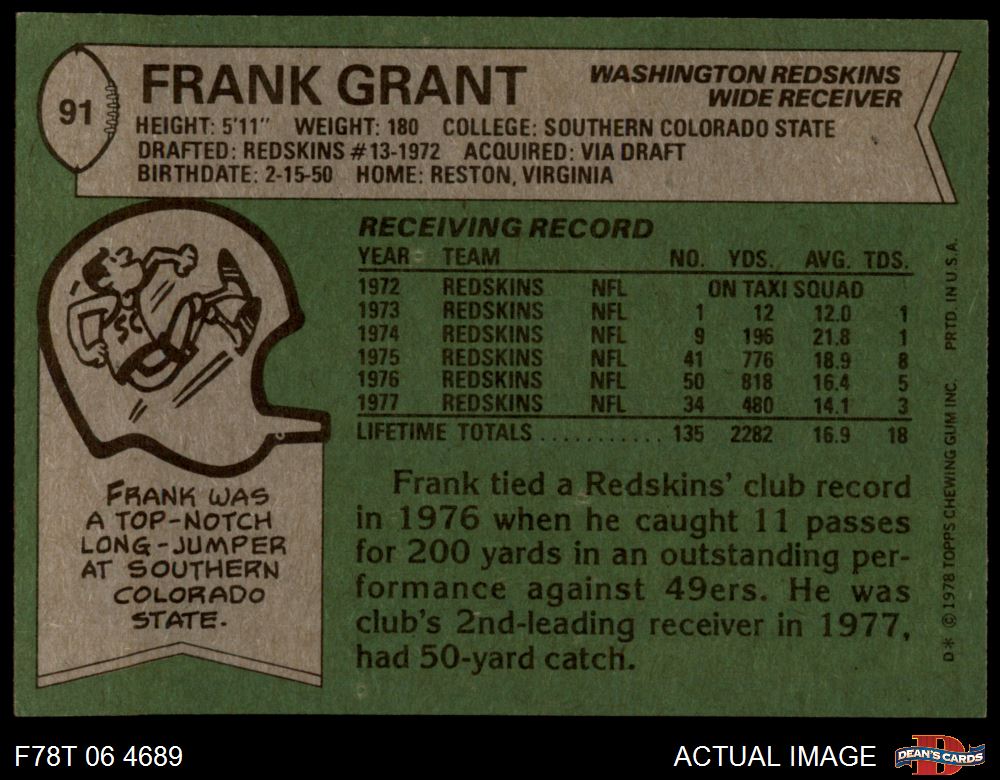 91
FRANK GRANT
WASHINGTON REDSKINS
WIDE RECEIVER
HEIGHT: 5'11" WEIGHT: 180 COLLEGE: SOUTHERN COLORADO STATE
DRAFTED: REDSKINS #13-1972 ACQUIRED: VIA DRAFT
BIRTHDATE: 2-15-50 HOME: RESTON, VIRGINIA
SC
FRANK WAS
A TOP-NOTCH
LONG-JUMPER
AT SOUTHERN
COLORADO
STATE.
RECEIVING RECORD
YEAR TEAM NO. YDS. AVG. TDS.
1972 REDSKINS NFL ON TAXI SQUAD
1973 REDSKINS NFL 1 12 12.0 1
1974 REDSKINS NFL 9 196 21.8 1
1975 REDSKINS NFL 41 776 18.9 8
1976 REDSKINS NFL 50 818 16.4 5
1977 REDSKINS NFL 34 480 14.1 3
LIFETIME TOTALS ........... 135 2282 16.9 18
Frank tied a Redskins' club record
in 1976 when he caught 11 passes
for 200 yards in an outstanding per-
formance against 49ers. He was
club's 2nd-leading receiver in 1977,
had 50-yard catch.
D* © 1978 TOPPS CHEWING GUM INC. PRTD. IN U.S.A.
F78T 06 4689
ACTUAL IMAGE
D
DEAN'S CARDS